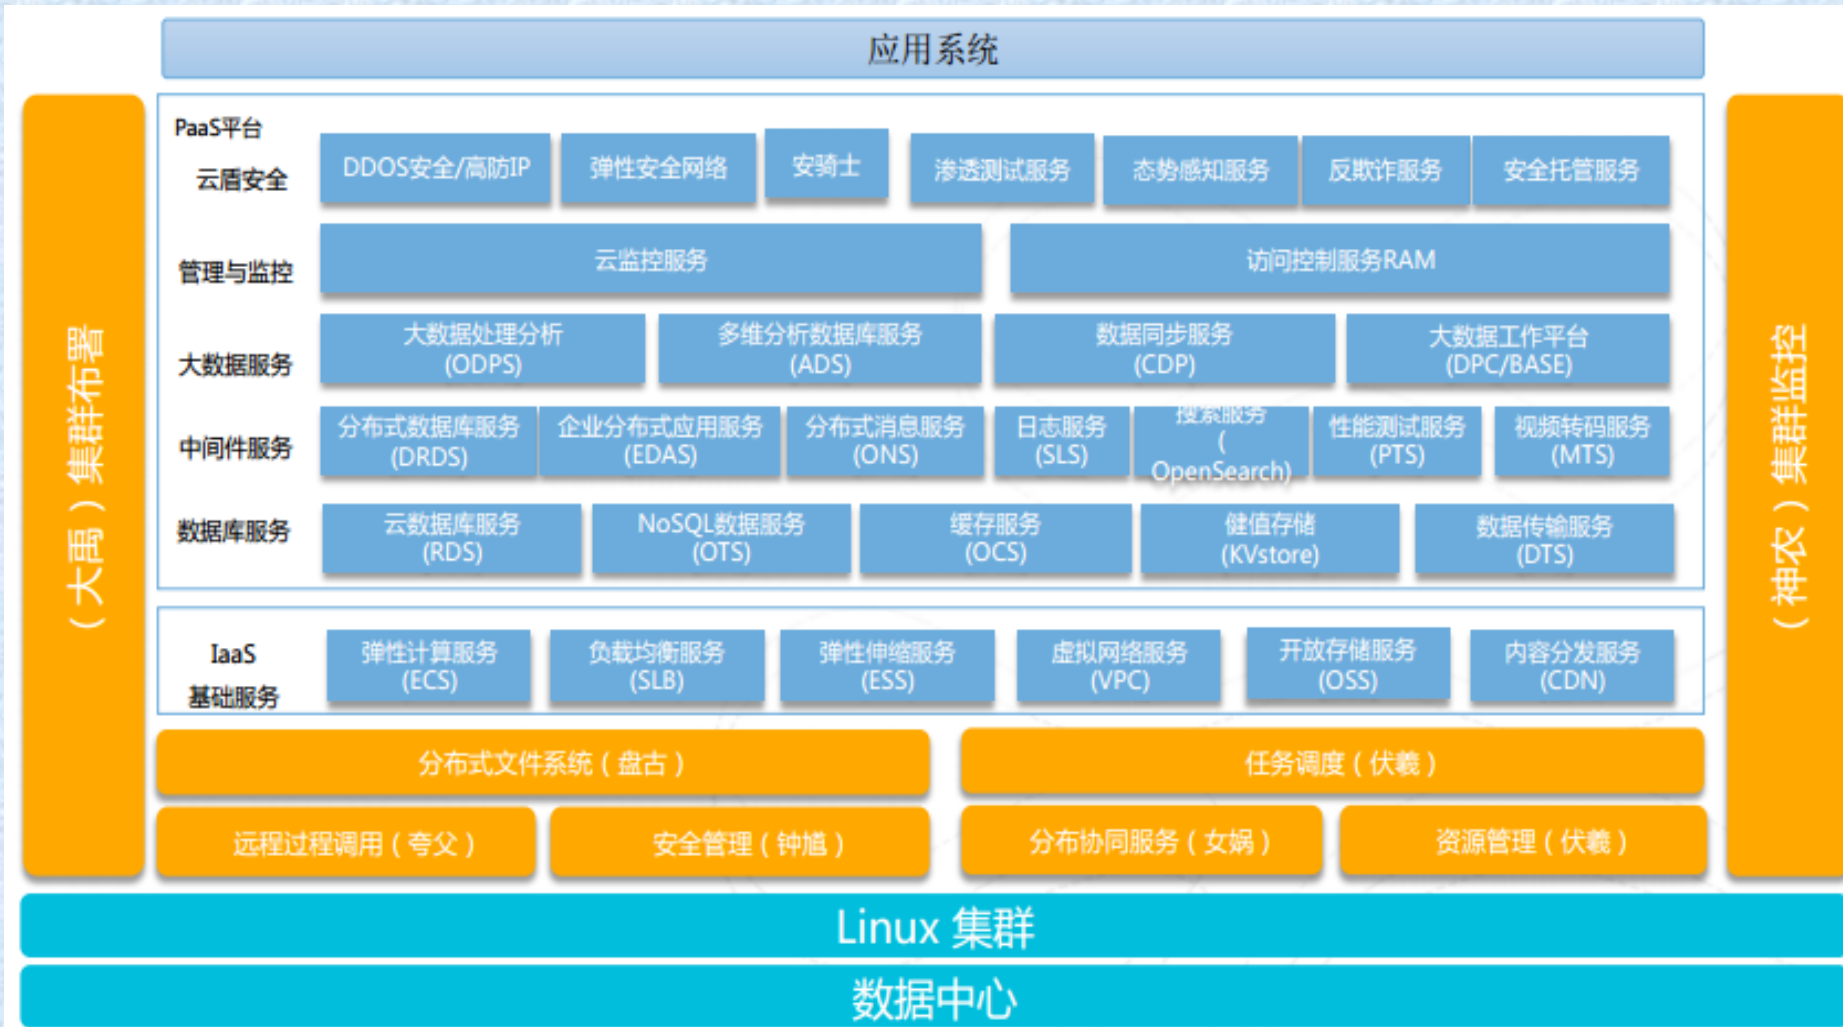 应用系统
PaaS平台
云盾安全
DDOS安全/高防IP
弹性安全网络
安骑士
渗透测试服务
态势感知服务
反欺诈服务
安全托管服务
管理与监控
云监控服务
访问控制服务RAM
大数据服务
大数据处理分析
(ODPS)
多维分析数据库服务
(ADS)
数据同步服务
(CDP)
大数据工作平台
(DPC/BASE)
中间件服务
分布式数据库服务
(DRDS)
企业分布式应用服务
(EDAS)
分布式消息服务
(ONS)
日志服务
(SLS)
搜索服务
(
OpenSearch)
性能测试服务
(PTS)
视频转码服务
(MTS)
数据库服务
云数据库服务
(RDS)
NoSQL数据服务
(OTS)
缓存服务
(OCS)
健值存储
(KVstore)
数据传输服务
(DTS)
IaaS
基础服务
弹性计算服务
(ECS)
负载均衡服务
(SLB)
弹性伸缩服务
(ESS)
虚拟网络服务
(VPC)
开放存储服务
(OSS)
内容分发服务
(CDN)
（大禹）集群布署
（神农）集群监控
分布式文件系统（盘古）
任务调度（伏羲）
远程过程调用（夸父）
安全管理（钟馗）
分布协同服务（女娲）
资源管理（伏羲）
Linux 集群
数据中心